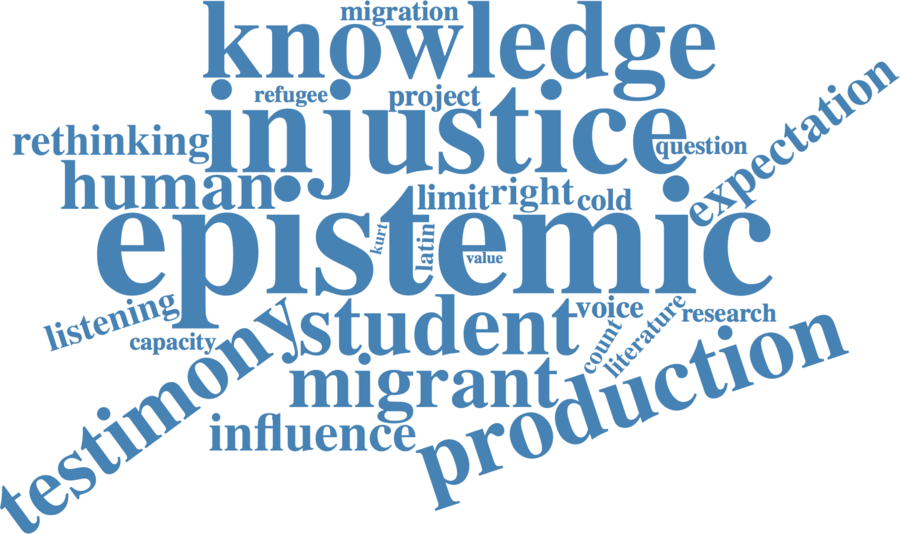 migration
knowledge
refugee
project
injustice
expectation
rethinking
question
human
limit
right
cold
epistemic
kurt
latin
value
listening
capacity
testimony
student
voice
count
literature
research
migrant
production
influence